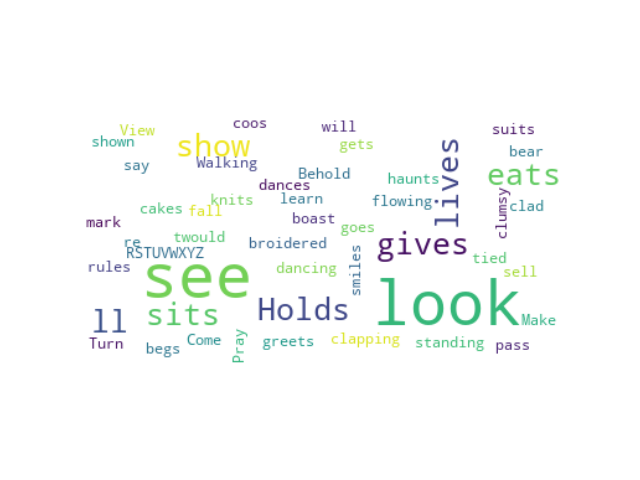 coos will suits
View
shown show gets lives
say Walking Behold bear
dances haunts eats
knits learn flowing clad
cakes fall boast clumsy
mark goes
re twould broidered gives
RSTUVWXYZ tied
rules see dancing smiles sell
sits Holds look
ll Make
Turn begs Come Pray greets clapping standing pass